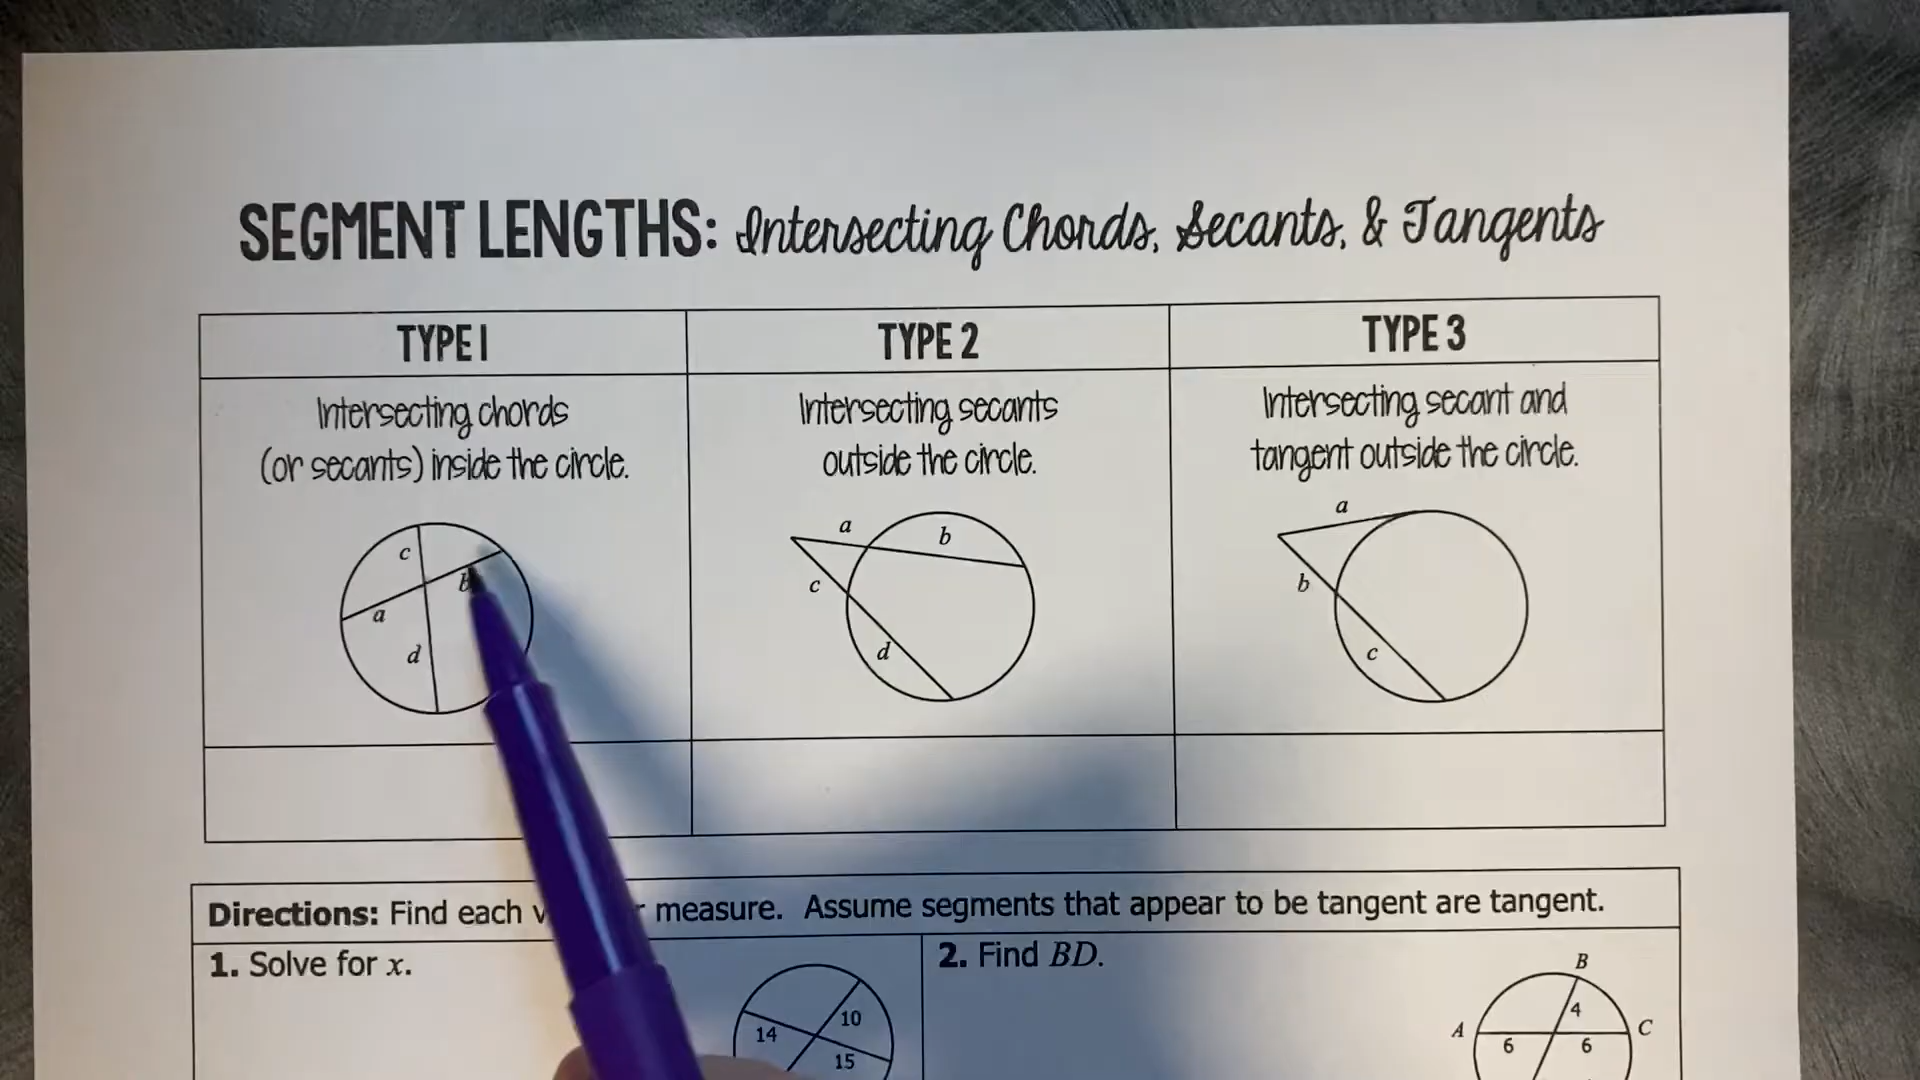 SEGMENT LENGTHS: Intersecting Chords, Secants, & Tangents
TYPE 1
TYPE 2
TYPE 3
Intersecting chords
(or secants) inside the circle.
Intersecting secants
outside the circle.
Intersecting secant and
tangent outside the circle.
c
b
a
d
a
b
c
d
a
b
c
Directions: Find each measure. Assume segments that appear to be tangent are tangent.
1. Solve for x.
10
14
15
2. Find BD.
B
4
A
C
6
6